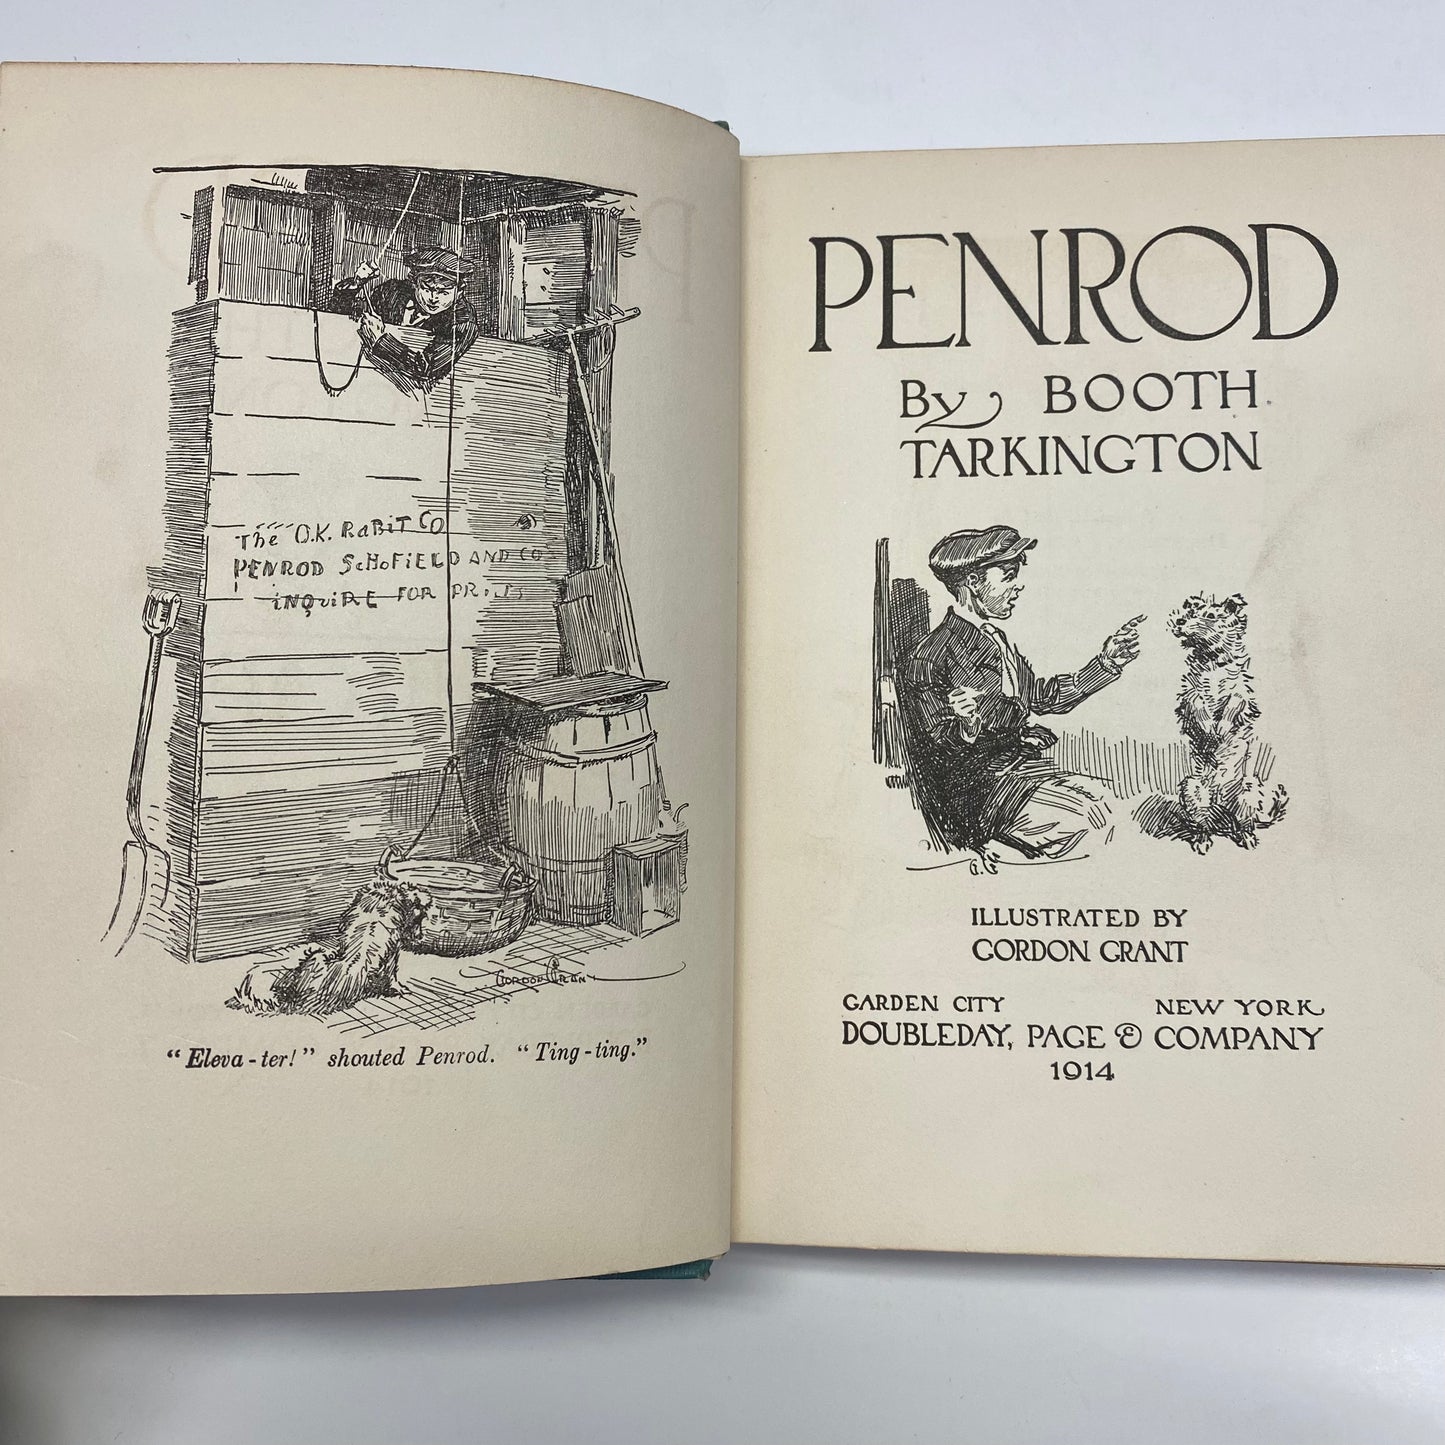 The O.K. RaBiT Co
PENROD ScHoFiELD AND CO
iNQuiRE FOR PRicEs
GORDON GRANT
"Eleva-ter!" shouted Penrod. "Ting-ting."
PENROD
By BOOTH
TARKINGTON
G.G.
ILLUSTRATED BY
GORDON GRANT
GARDEN CITY NEW YORK
DOUBLEDAY, PAGE & COMPANY
1914